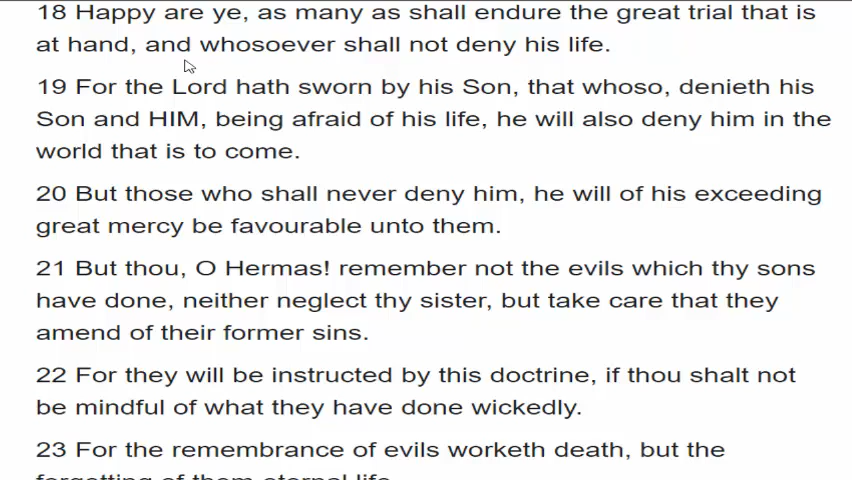 18 Happy are ye, as many as shall endure the great trial that is
at hand, and whosoever shall not deny his life.
19 For the Lord hath sworn by his Son, that whoso, denieth his
Son and HIM, being afraid of his life, he will also deny him in the
world that is to come.
20 But those who shall never deny him, he will of his exceeding
great mercy be favourable unto them.
21 But thou, O Hermas! remember not the evils which thy sons
have done, neither neglect thy sister, but take care that they
amend of their former sins.
22 For they will be instructed by this doctrine, if thou shalt not
be mindful of what they have done wickedly.
23 For the remembrance of evils worketh death, but the
forgetting of them eternal life